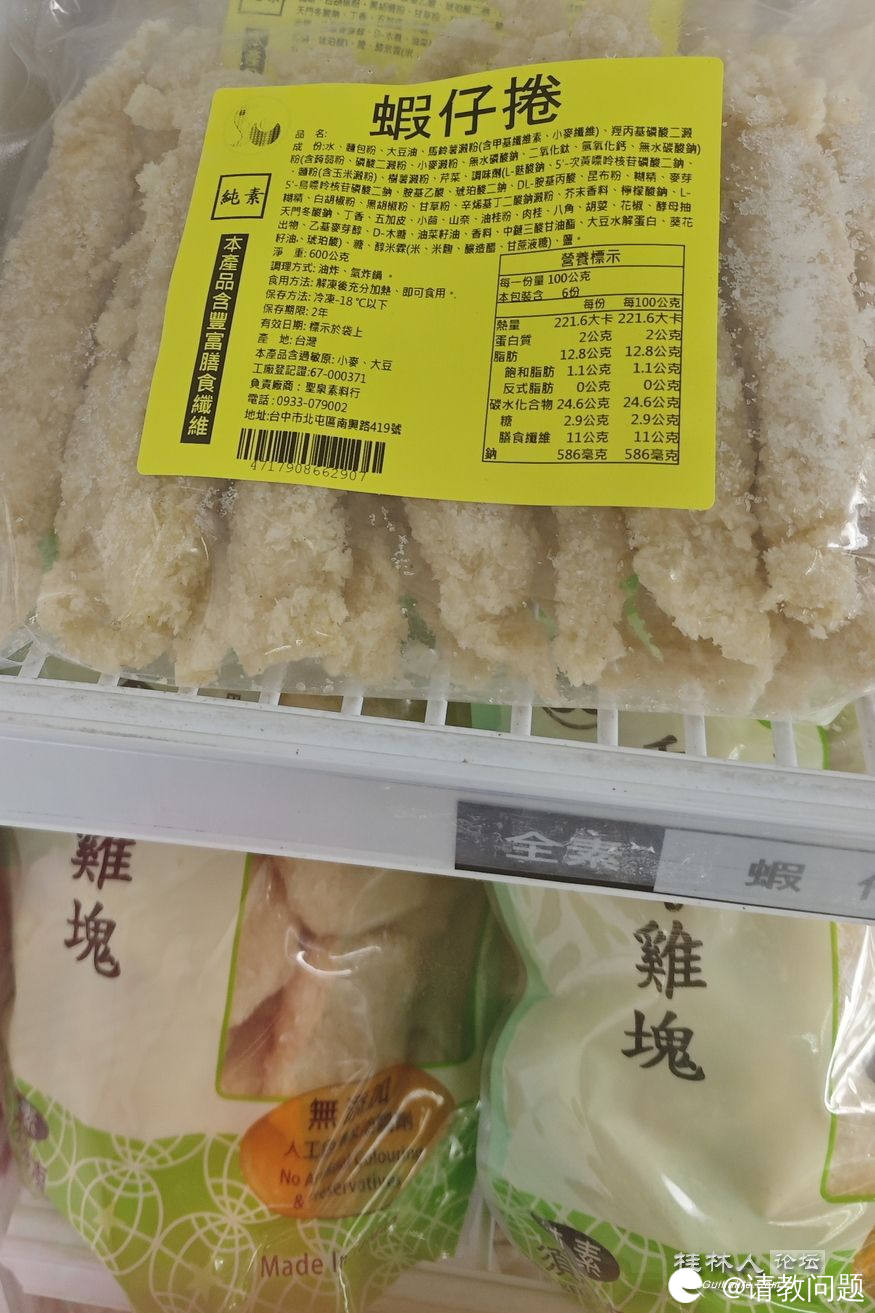 蝦仔捲
品 名:
成 份:水、麵包粉、大豆油、馬鈴薯澱粉(含甲基纖維素、小麥纖維)、羥丙基磷酸二澱
粉(含蒟蒻粉、磷酸二澱粉、小麥澱粉、無水磷酸鈉、二氧化鈦、氫氧化鈣、無水碳酸鈉)
、麵粉(含玉米澱粉)、樹薯澱粉、芹菜、調味劑(L-麩酸鈉、5'-次黃嘌呤核苷磷酸二鈉、
5'-鳥嘌呤核苷磷酸二鈉、胺基乙酸、琥珀酸二鈉、DL-胺基丙酸、昆布粉、糊精、麥芽
糊精、白胡椒粉、黑胡椒粉、甘草粉、辛烯基丁二酸鈉澱粉、芥末香料、檸檬酸鈉、L-
天門冬酸鈉、丁香、五加皮、小茴、山奈、油桂粉、肉桂、八角、胡荽、花椒、酵母抽
出物、乙基麥芽醇、D-木糖、油菜籽油、香料、中鏈三酸甘油酯、大豆水解蛋白、葵花
籽油、琥珀酸)、糖、醇米霖(米、米麴、釀造醋、甘蔗液糖)、鹽。
純素
本產品含豐富膳食纖維
淨 重:600公克
調理方式:油炸、氣炸鍋。
食用方法:解凍後充分加熱、即可食用。
保存方法:冷凍-18℃以下
保存期限:2年
有效日期:標示於袋上
產 地:台灣
本產品含過敏原:小麥、大豆
工廠登記證:67-000371
負責廠商:聖泉素料行
電話:0933-079002
地址:台中市北屯區南興路419號
4717908662907
營養標示
每一份量 100公克
本包裝含 6份
每份 每100公克
熱量 221.6大卡 221.6大卡
蛋白質 2公克 2公克
脂肪 12.8公克 12.8公克
飽和脂肪 1.1公克 1.1公克
反式脂肪 0公克 0公克
碳水化合物 24.6公克 24.6公克
糖 2.9公克 2.9公克
膳食纖維 11公克 11公克
鈉 586毫克 586毫克
全素
蝦
雞塊
雞塊
無添加
No Artificial Colouring
& Preservatives
Made In
素
桂林人 论坛
@请教问题